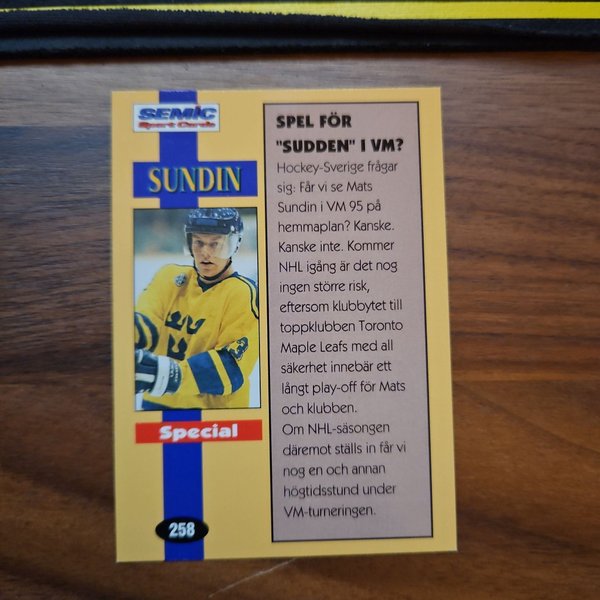 SEMIC
Sport Cards
SUNDIN
Special
258
SPEL FÖR
"SUDDEN" I VM?
Hockey-Sverige frågar
sig: Får vi se Mats
Sundin i VM 95 på
hemmaplan? Kanske.
Kanske inte. Kommer
NHL igång är det nog
ingen större risk,
eftersom klubbytet till
toppklubben Toronto
Maple Leafs med all
säkerhet innebär ett
långt play-off för Mats
och klubben.
Om NHL-säsongen
däremot ställs in får vi
nog en och annan
högtidsstund under
VM-turneringen.